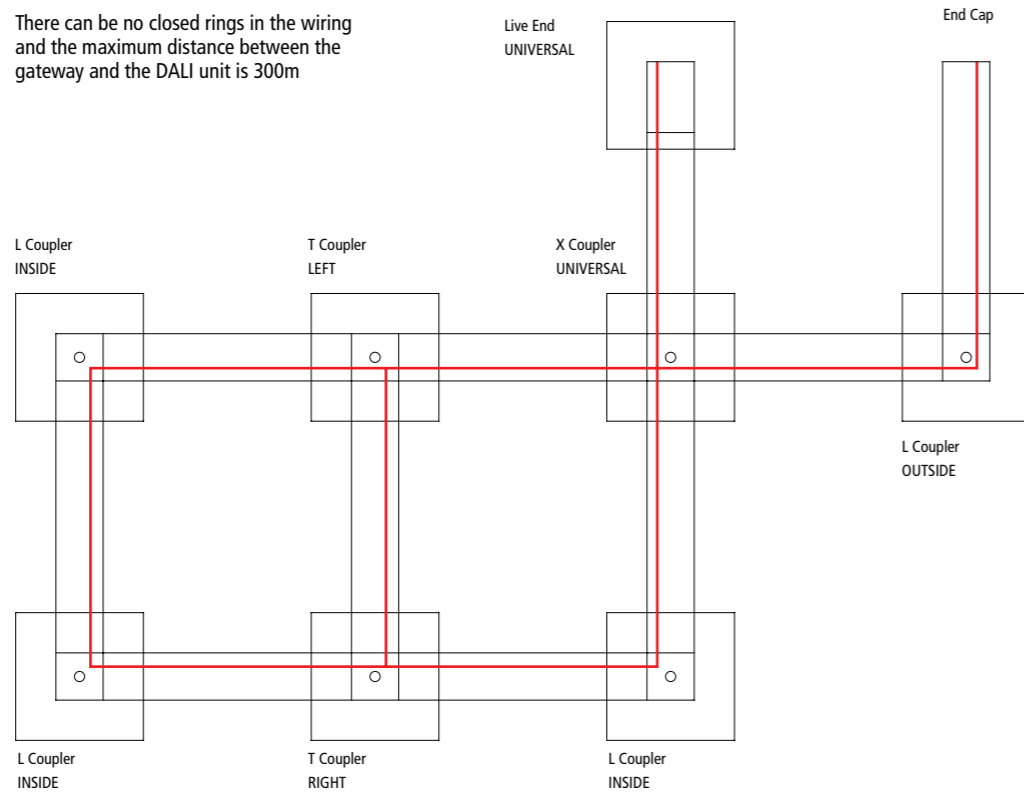 There can be no closed rings in the wiring
and the maximum distance between the
gateway and the DALI unit is 300m
Live End
UNIVERSAL
End Cap
L Coupler
INSIDE
T Coupler
LEFT
X Coupler
UNIVERSAL
L Coupler
OUTSIDE
L Coupler
INSIDE
T Coupler
RIGHT
L Coupler
INSIDE